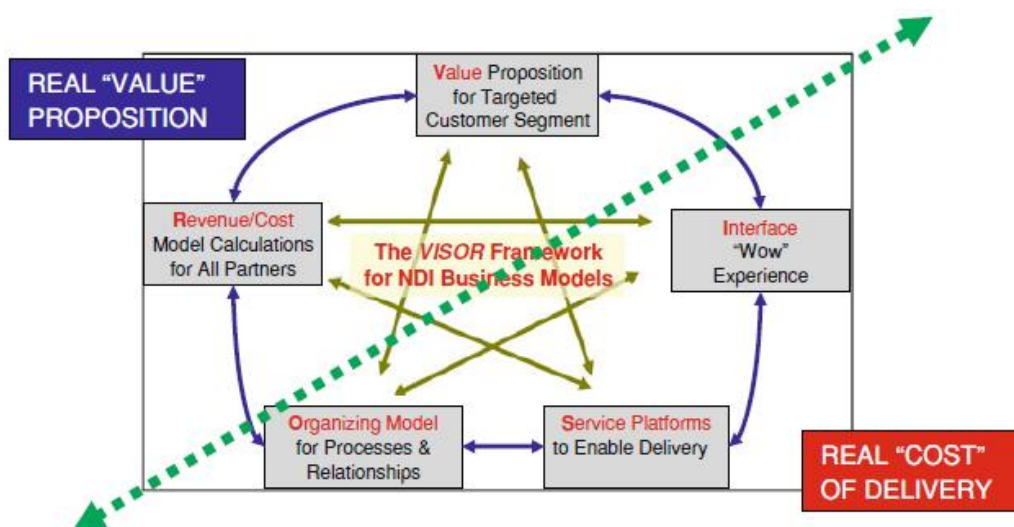 REAL “VALUE”
PROPOSITION
Value Proposition
for Targeted
Customer Segment
Revenue/Cost
Model Calculations
for All Partners
The VISOR Framework
for NDI Business Models
Interface
“Wow”
Experience
Organizing Model
for Processes &
Relationships
Service Platforms
to Enable Delivery
REAL “COST”
OF DELIVERY